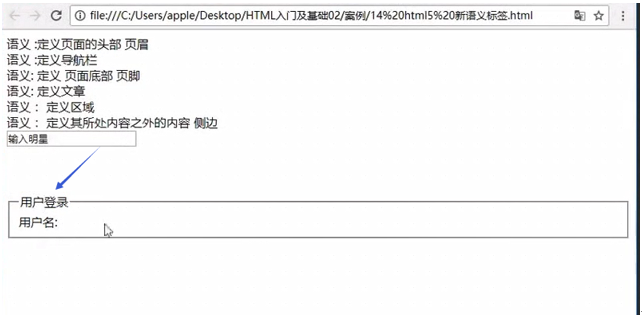 file:///C:/Users/apple/Desktop/HTML入门及基础02/案例/14%20html5%20新语义标签.html
语义 :定义页面的头部 页眉
语义 :定义导航栏
语义: 定义 页面底部 页脚
语义: 定义文章
语义： 定义区域
语义： 定义其所处内容之外的内容 侧边
输入明星
用户登录
用户名: